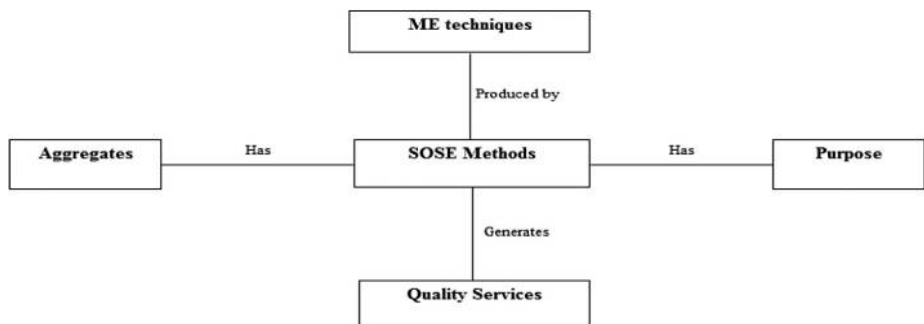 ME techniques
Produced by
Aggregates
Has
SOSE Methods
Has
Purpose
Generates
Quality Services